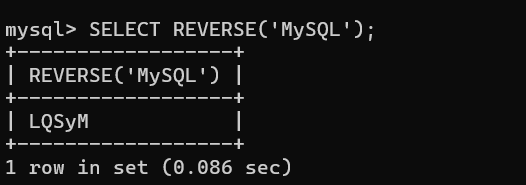 mysql> SELECT REVERSE('MySQL');
+------------------+
| REVERSE('MySQL') |
+------------------+
| LQSyM            |
+------------------+
1 row in set (0.086 sec)